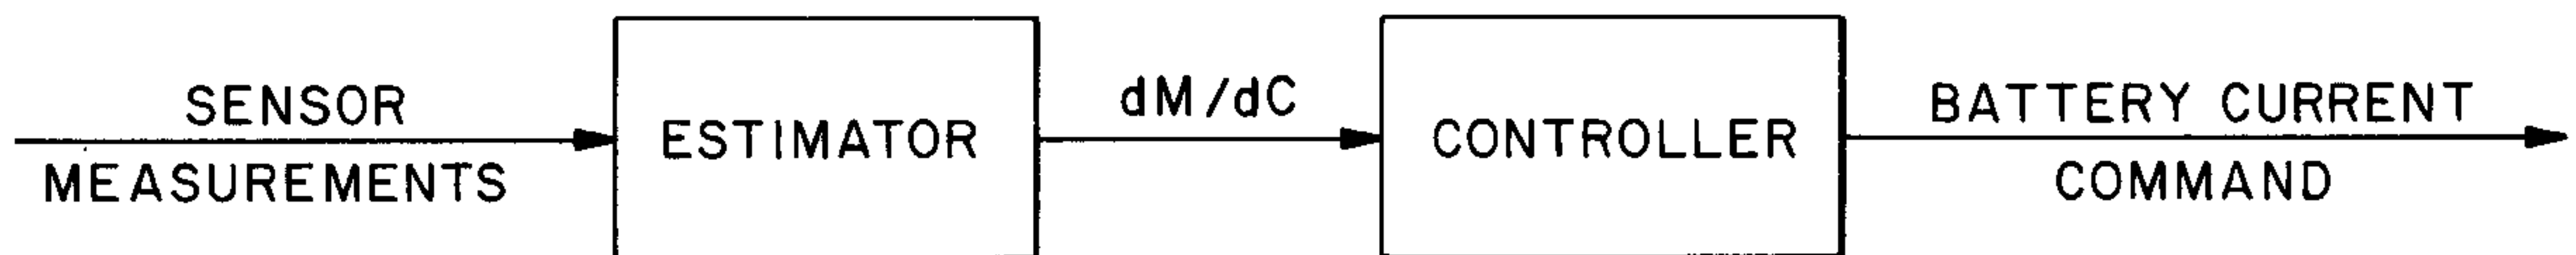 SENSOR
MEASUREMENTS
ESTIMATOR
dM/dC
CONTROLLER
BATTERY CURRENT
COMMAND